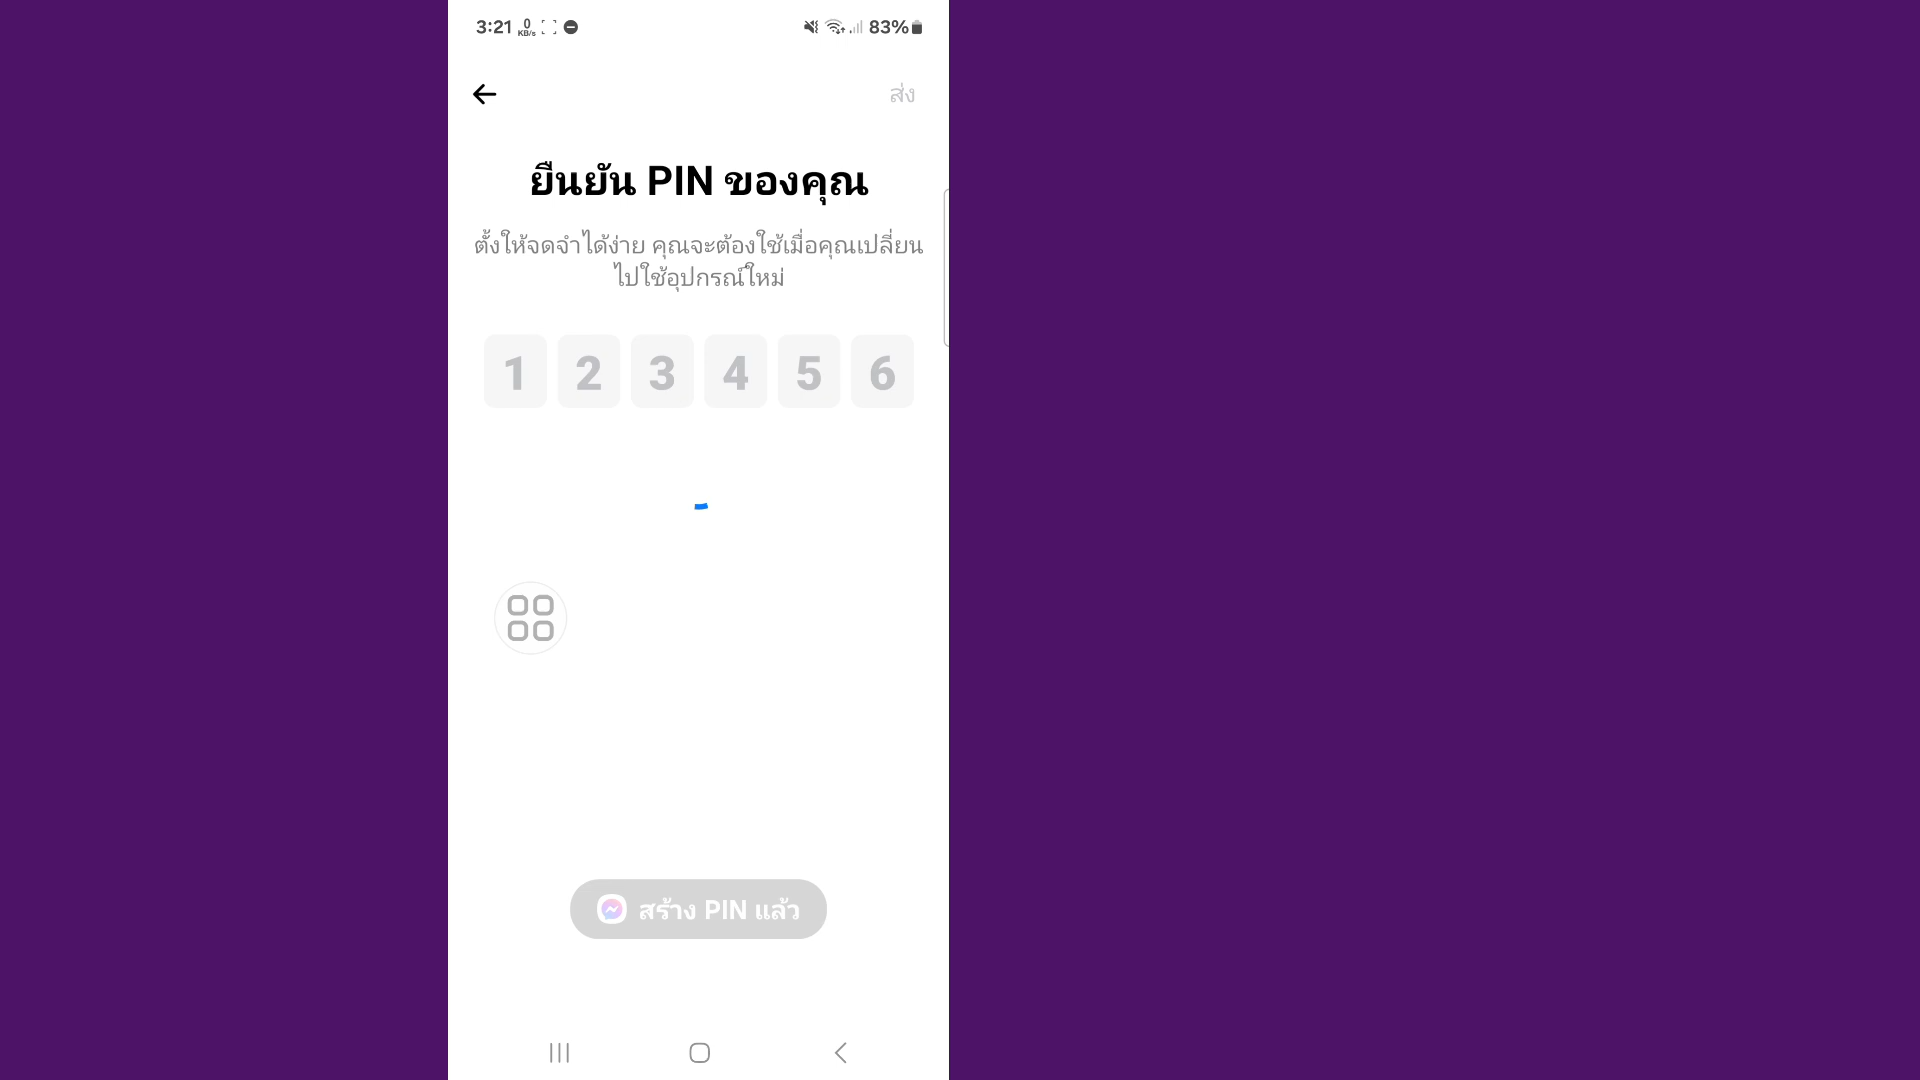 3:21 0 KB/s 83%
ส่ง
ยืนยัน PIN ของคุณ
ตั้งให้จดจำได้ง่าย คุณจะต้องใช้เมื่อคุณเปลี่ยน
ไปใช้อุปกรณ์ใหม่
1 2 3 4 5 6
สร้าง PIN แล้ว